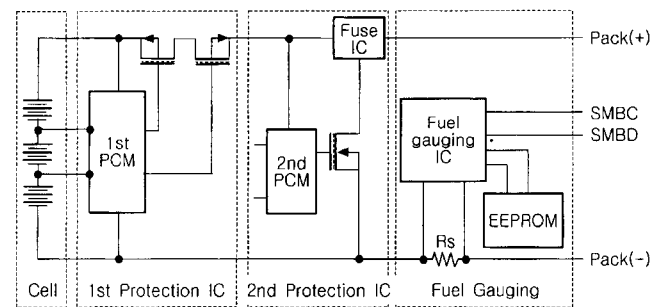 Fuse
IC
Pack(+)
1st
PCM
2nd
PCM
Fuel
gauging
IC
SMBC
SMBD
EEPROM
Rs
Pack(-)
Cell
1st Protection IC
2nd Protection IC
Fuel Gauging